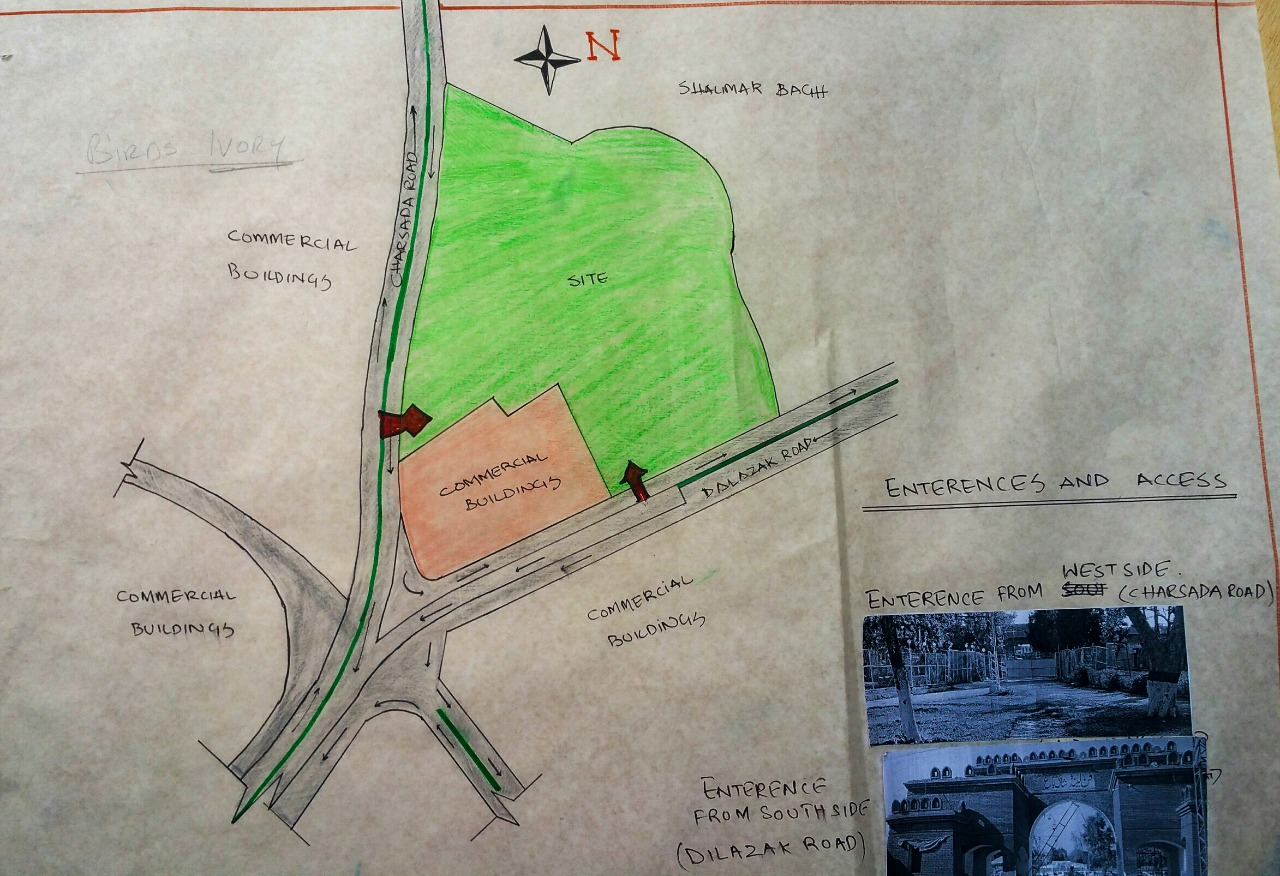 N
SHALIMAR BAGH
BIRDS IVORY
CHARSADA ROAD
COMMERCIAL
BUILDINGS
SITE
COMMERCIAL
BUILDINGS
DALAZAK ROAD
ENTERENCES AND ACCESS
COMMERCIAL
BUILDINGS
COMMERCIAL
BUILDINGS
WEST SIDE.
ENTERENCE FROM (CHARSADA ROAD)
ENTERENCE
FROM SOUTH SIDE
(DILAZAK ROAD)